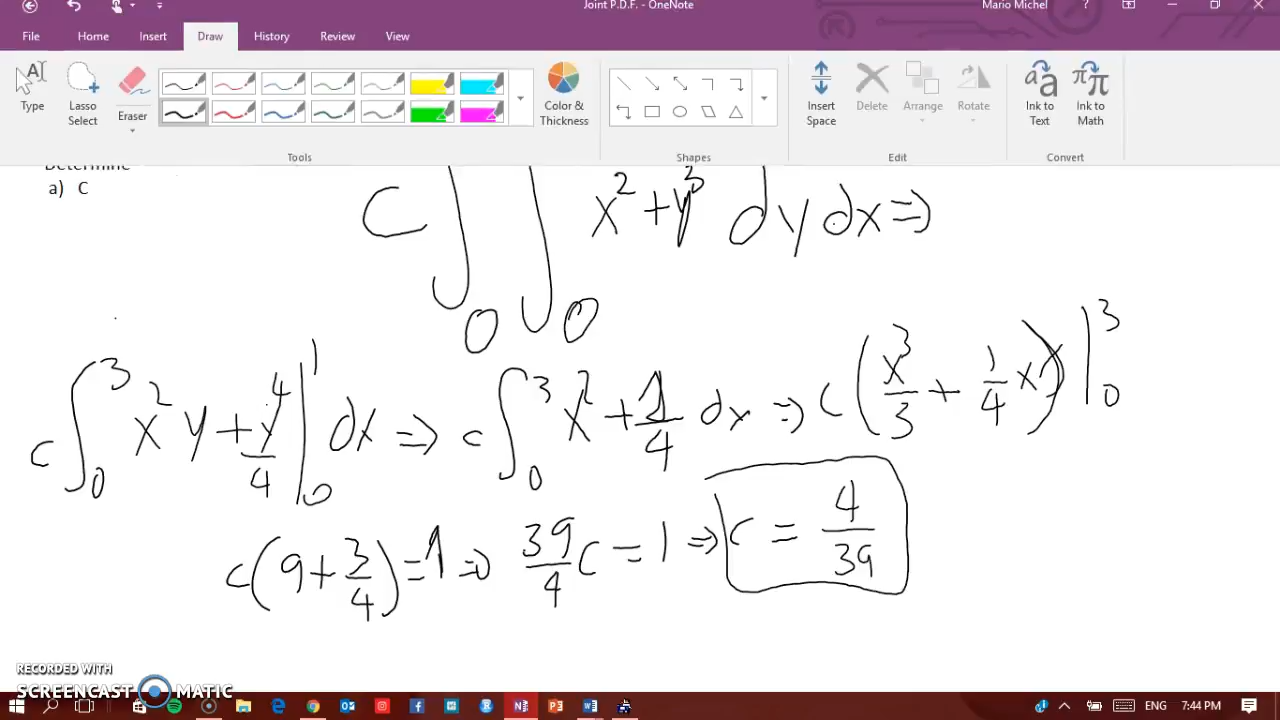 Joint P.D.F. - OneNote
Mario Michel
?
File Home Insert Draw History Review View
Type
Lasso Select
Eraser
Color & Thickness
Insert Space
Delete
Arrange
Rotate
Ink to Text
Ink to Math
Tools
Shapes
Edit
Convert
Determine
a) C
C ∫₀ ∫₀ x² + y³ dy dx ⇒
c ∫₀³ x² y + y⁴/4 |₀¹ dx ⇒ c ∫₀³ x² + 1/4 dx ⇒ c (x³/3 + 1/4 x) |₀³
c (9 + 3/4) = 1 ⇒ 39/4 c = 1 ⇒ c = 4/39
RECORDED WITH
SCREENCAST MATIC
ENG 7:44 PM